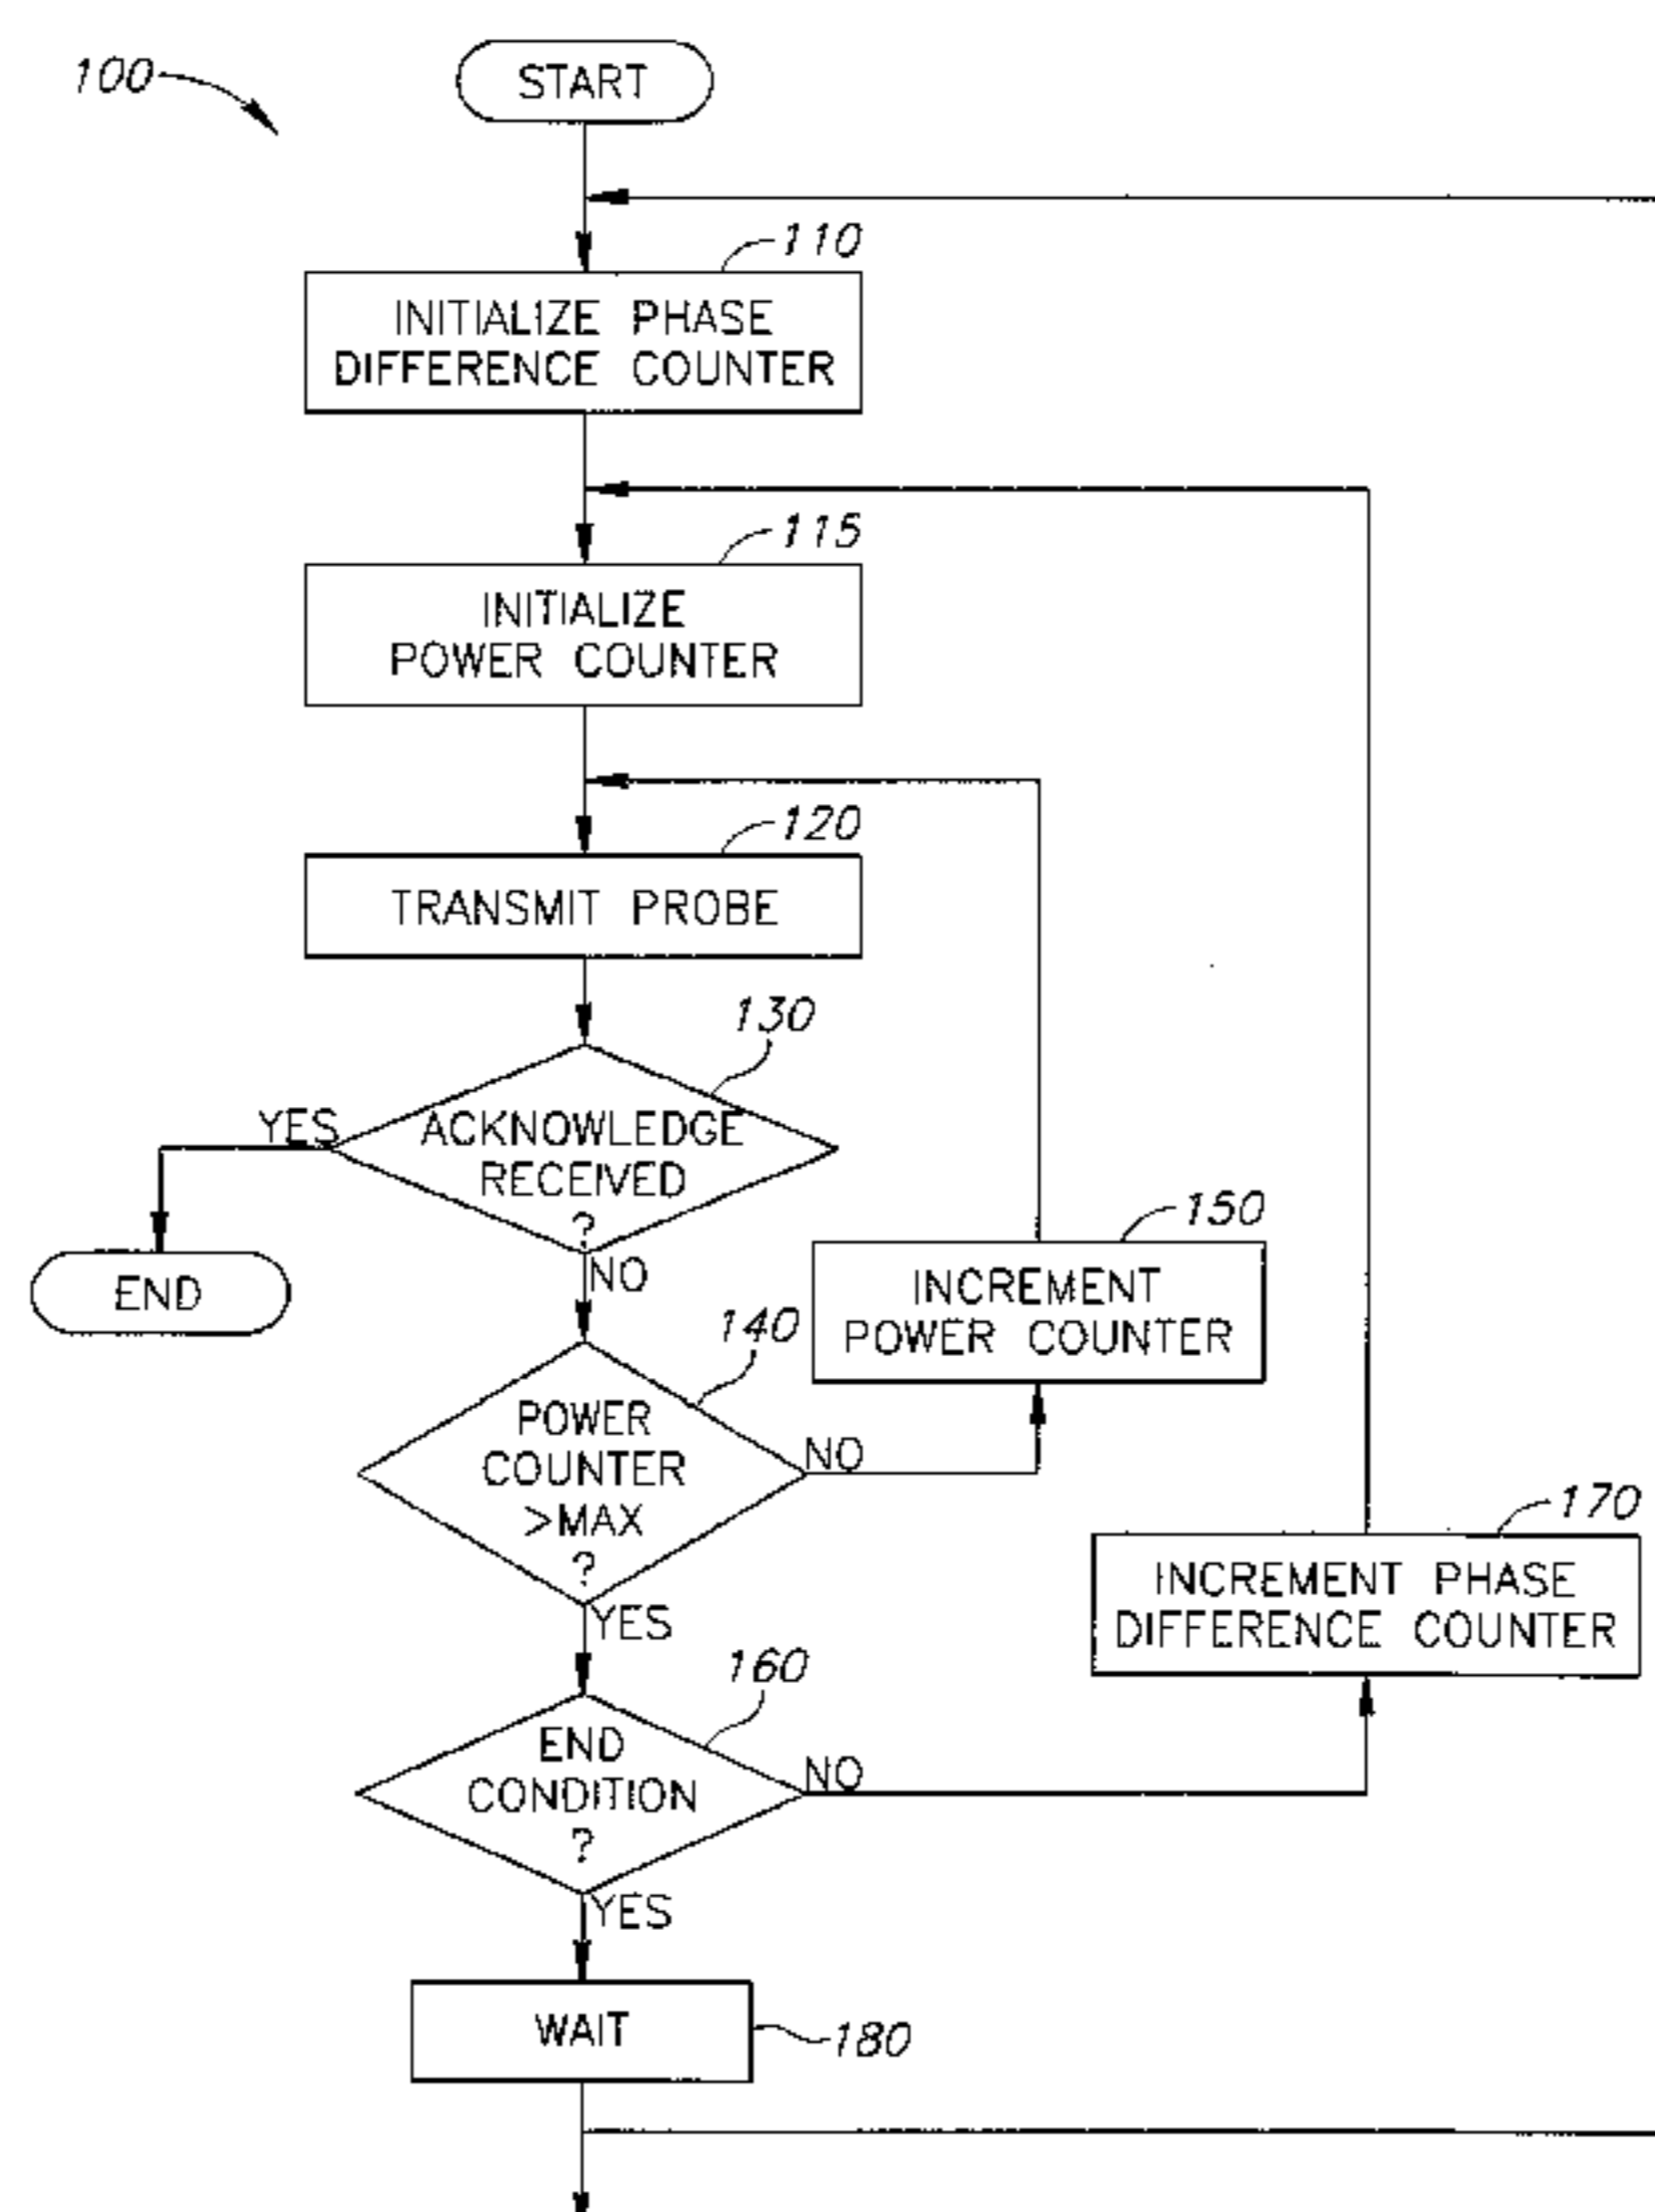 100
START
110
INITIALIZE PHASE
DIFFERENCE COUNTER
115
INITIALIZE
POWER COUNTER
120
TRANSMIT PROBE
130
YES
ACKNOWLEDGE
RECEIVED
?
NO
END
150
INCREMENT
POWER COUNTER
140
POWER
COUNTER
>MAX
?
NO
YES
170
INCREMENT PHASE
DIFFERENCE COUNTER
160
END
CONDITION
?
NO
YES
WAIT
180